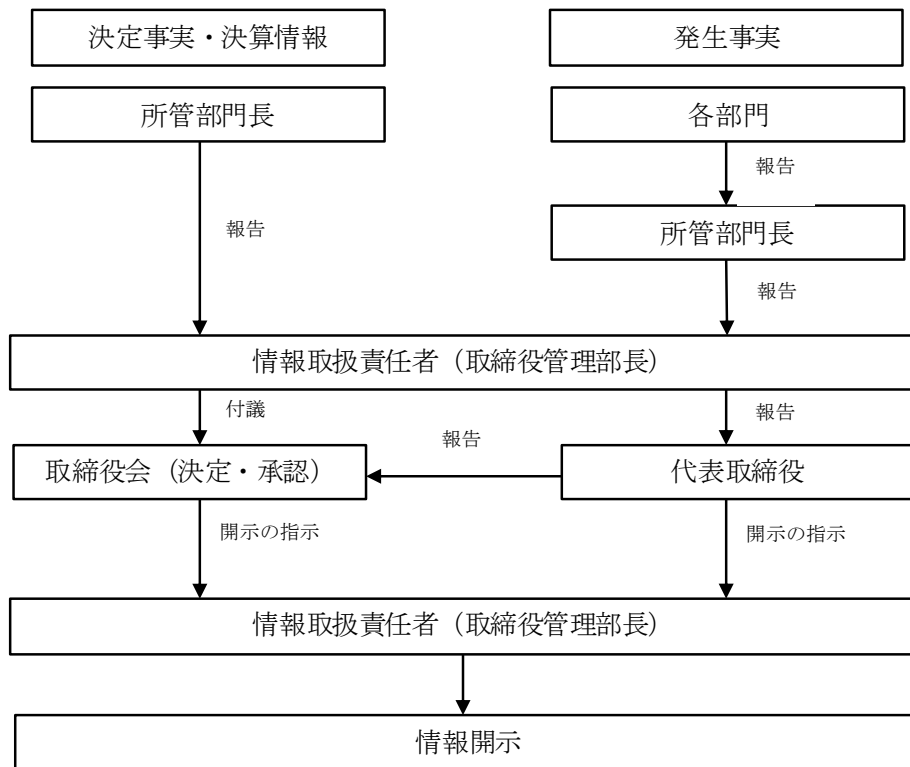 決定事実・決算情報
発生事実
所管部門長
各部門
報告
所管部門長
報告
報告
情報取扱責任者（取締役管理部長）
付議
報告
報告
取締役会（決定・承認）
代表取締役
開示の指示
開示の指示
情報取扱責任者（取締役管理部長）
情報開示